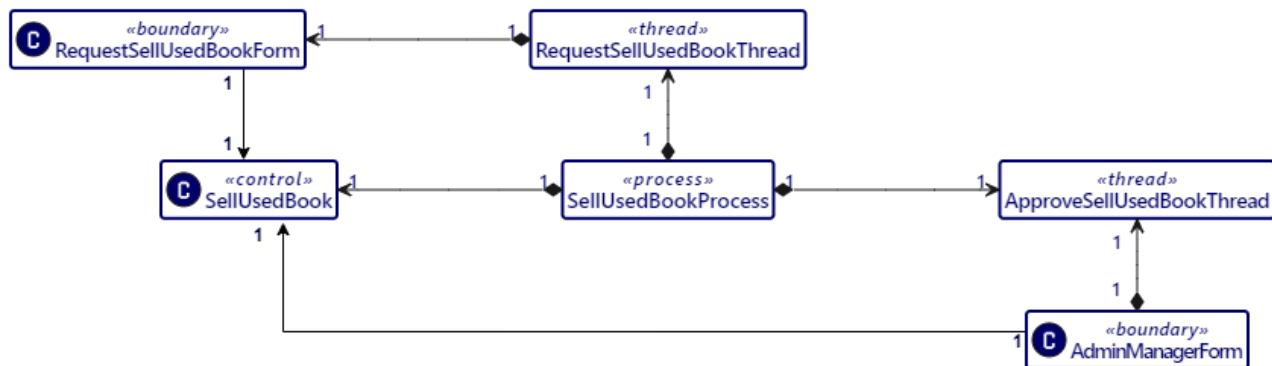 «boundary»
C
RequestSellUsedBookForm
1
1
«thread»
RequestSellUsedBookThread
1
1
1
1
«control»
C
SellUsedBook
1
1
«process»
SellUsedBookProcess
1
1
«thread»
ApproveSellUsedBookThread
1
1
1
1
«boundary»
C
AdminManagerForm